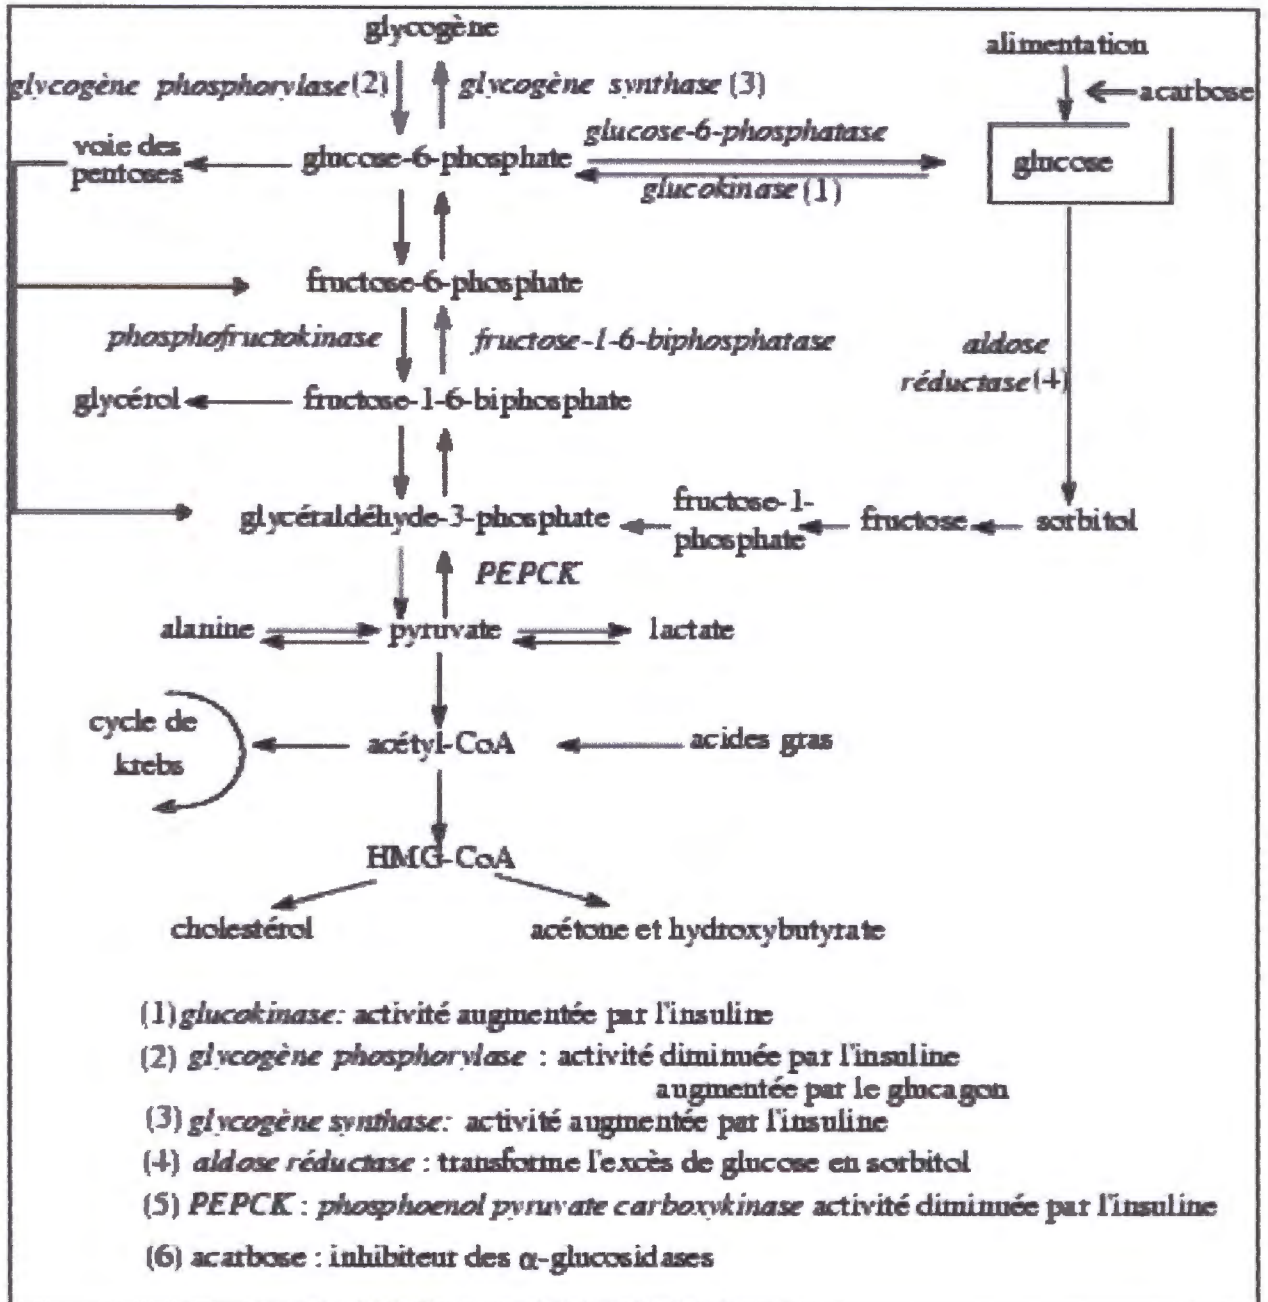 glycogène
alimentation
glycogène phosphorylase (2)
glycogène synthase (3)
acarbose
voie des
pentoses
glucose-6-phosphate
glucose-6-phosphatase
glucokinase (1)
glucose
fructose-6-phosphate
phosphofructokinase
fructose-1-6-biphosphatase
aldose
réductase (4)
glycérol
fructose-1-6-biphosphate
glycéraldéhyde-3-phosphate
fructose-1-
phosphate
fructose
sorbitol
PEPCK
alanine
pyruvate
lactate
cycle de
krebs
acétyl-CoA
acides gras
HMG-CoA
cholestérol
acétone et hydroxybutyrate
(1) glucokinase: activité augmentée par l'insuline
(2) glycogène phosphorylase : activité diminuée par l'insuline
augmentée par le glucagon
(3) glycogène synthase: activité augmentée par l'insuline
(4) aldose réductase : transforme l'excès de glucose en sorbitol
(5) PEPCK : phosphoenol pyruvate carboxykinase activité diminuée par l'insuline
(6) acarbose : inhibiteur des α-glucosidases